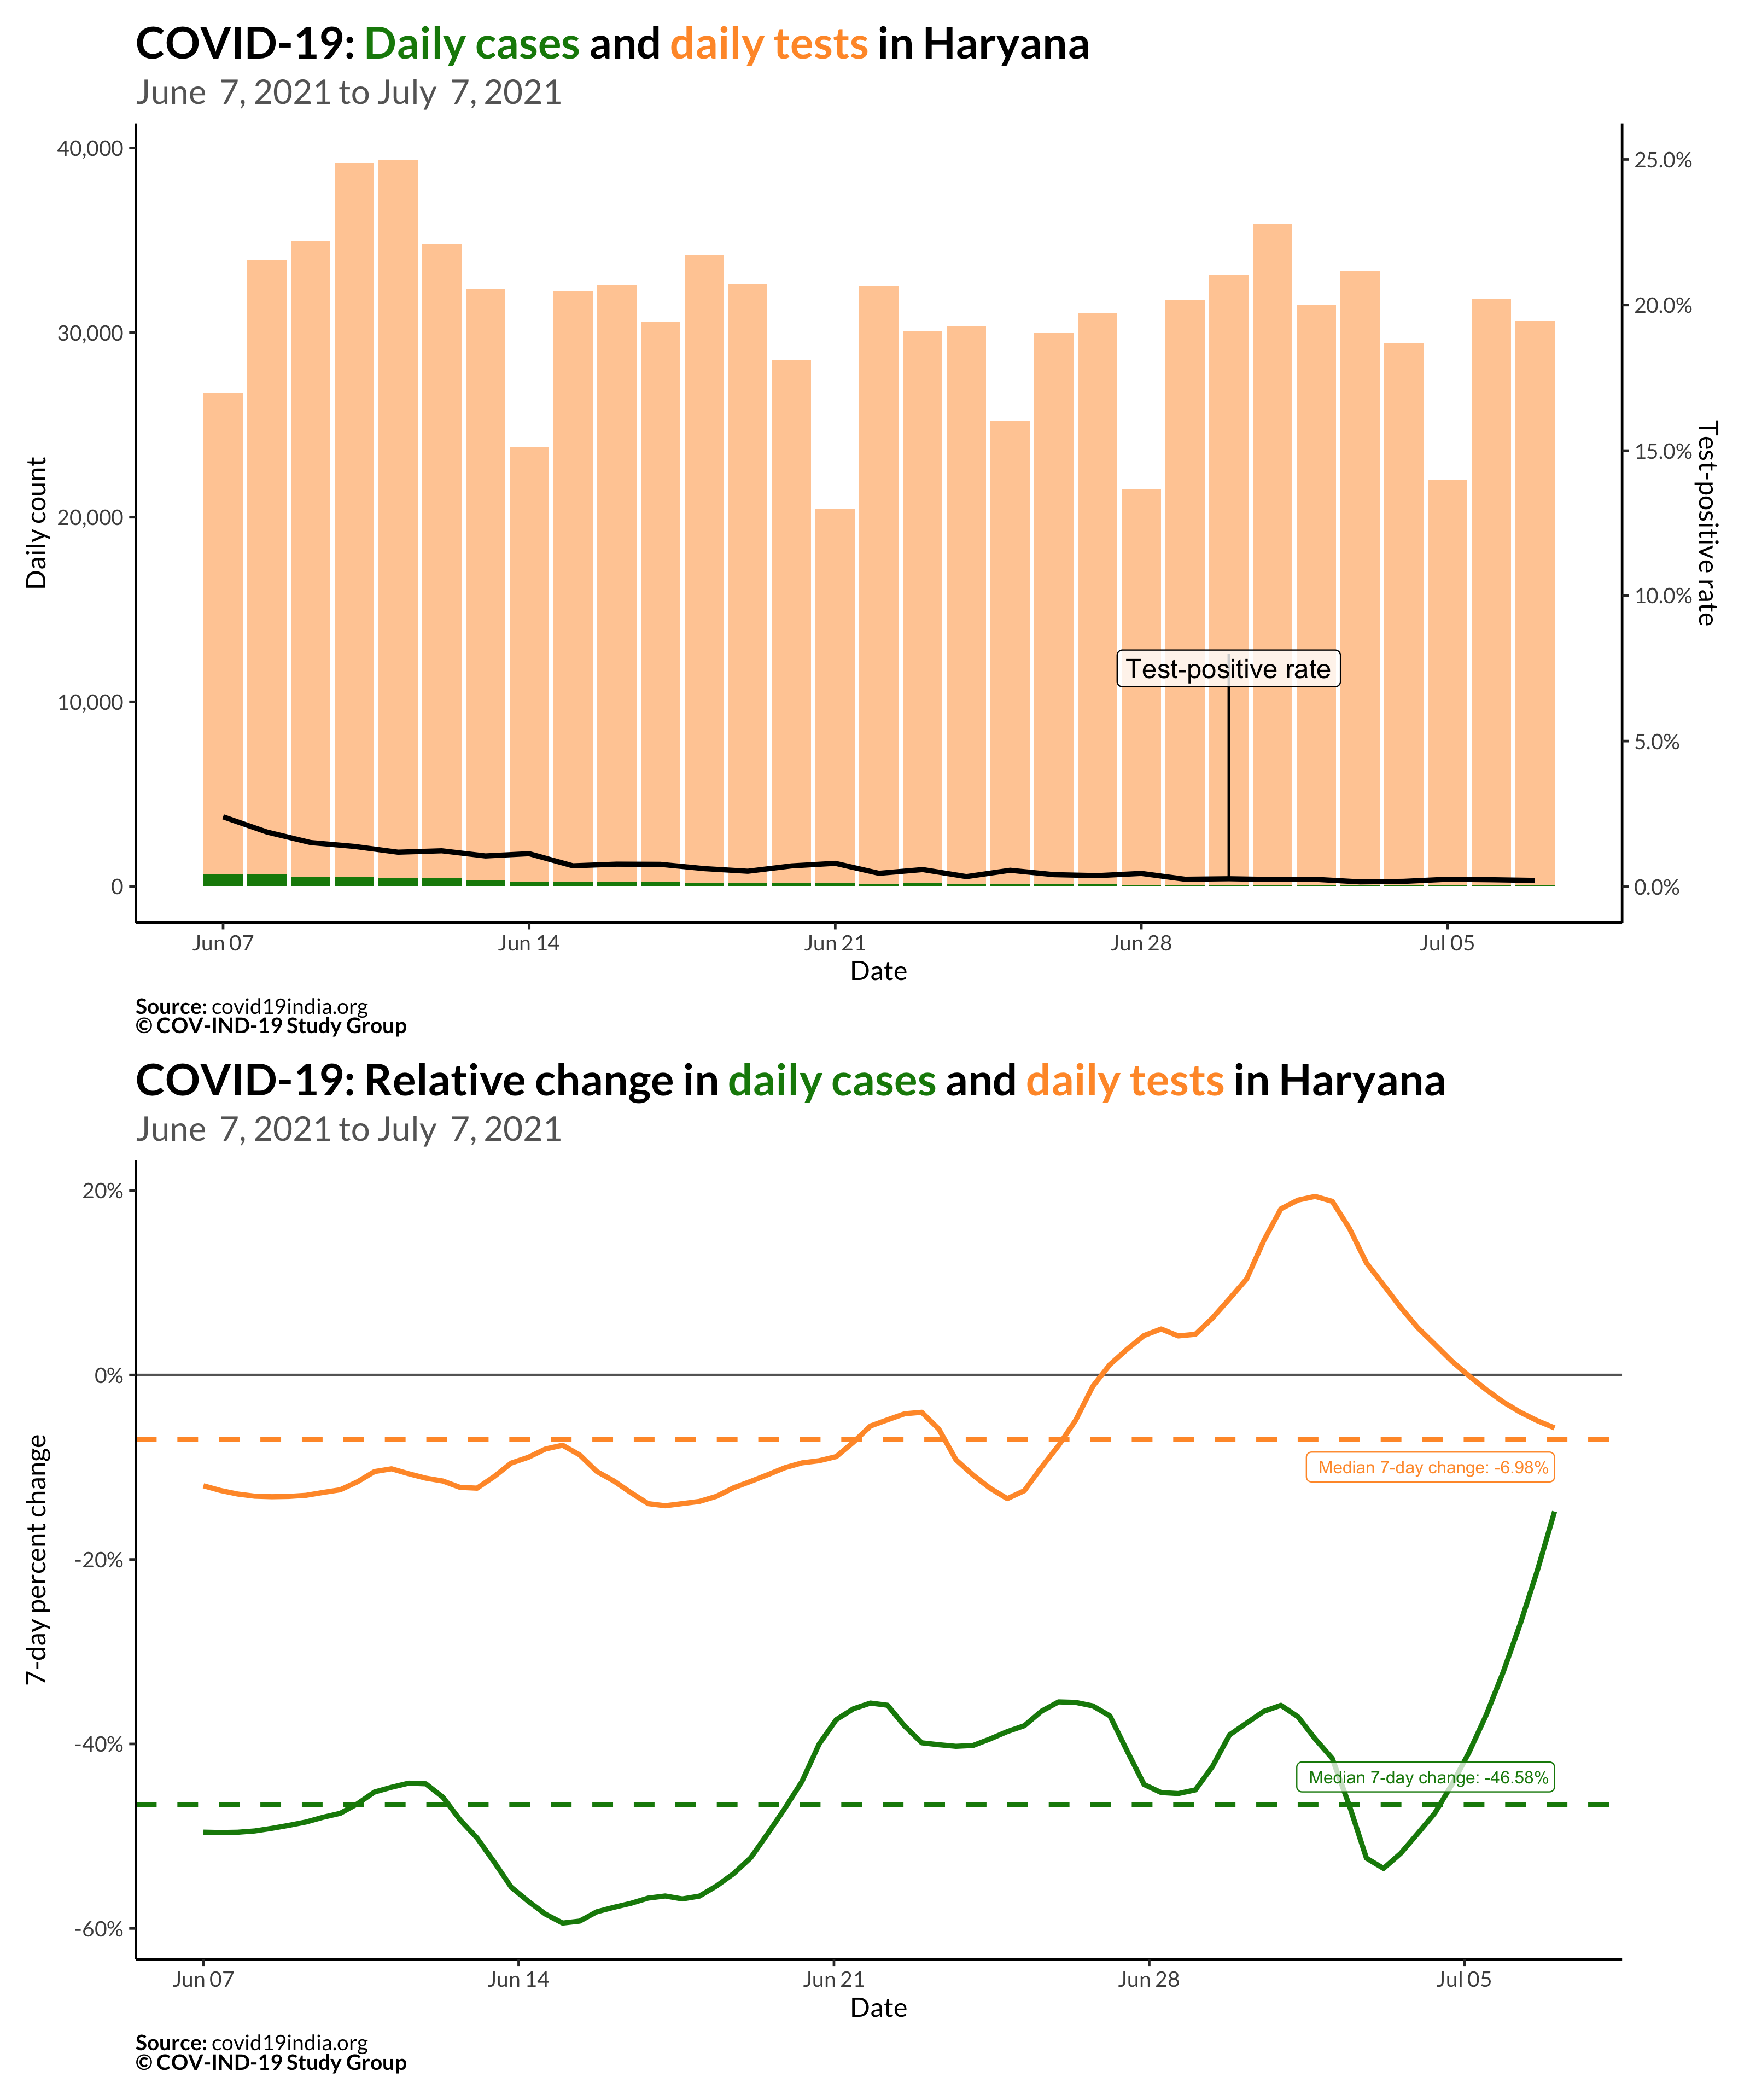 COVID-19: Daily cases and daily tests in Haryana
June 7, 2021 to July 7, 2021
40,000
30,000
20,000
10,000
0
Daily count
25.0%
20.0%
15.0%
10.0%
5.0%
0.0%
Test-positive rate
Test-positive rate
Jun 07 Jun 14 Jun 21 Jun 28 Jul 05
Date
Source: covid19india.org
© COV-IND-19 Study Group
COVID-19: Relative change in daily cases and daily tests in Haryana
June 7, 2021 to July 7, 2021
20%
0%
-20%
-40%
-60%
7-day percent change
Median 7-day change: -6.98%
Median 7-day change: -46.58%
Jun 07 Jun 14 Jun 21 Jun 28 Jul 05
Date
Source: covid19india.org
© COV-IND-19 Study Group